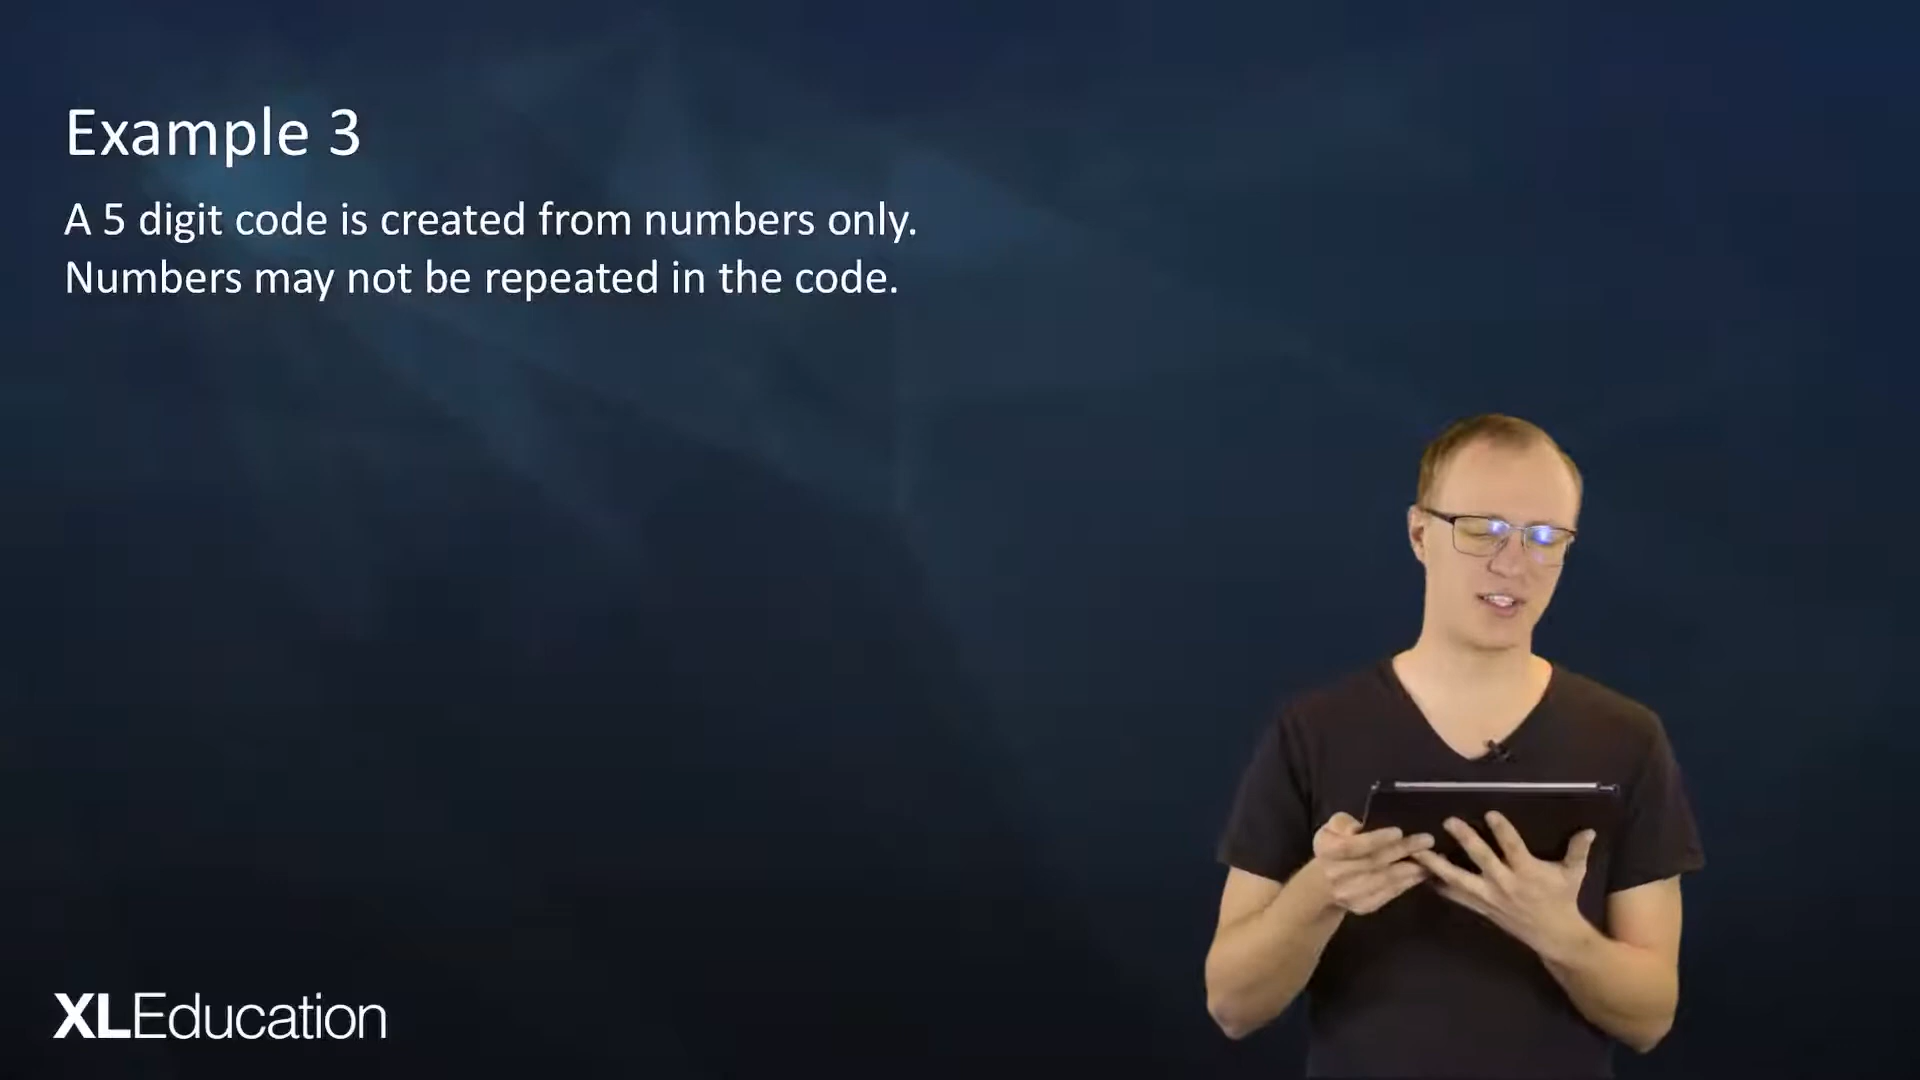 Example 3
A 5 digit code is created from numbers only.
Numbers may not be repeated in the code.
XLEducation